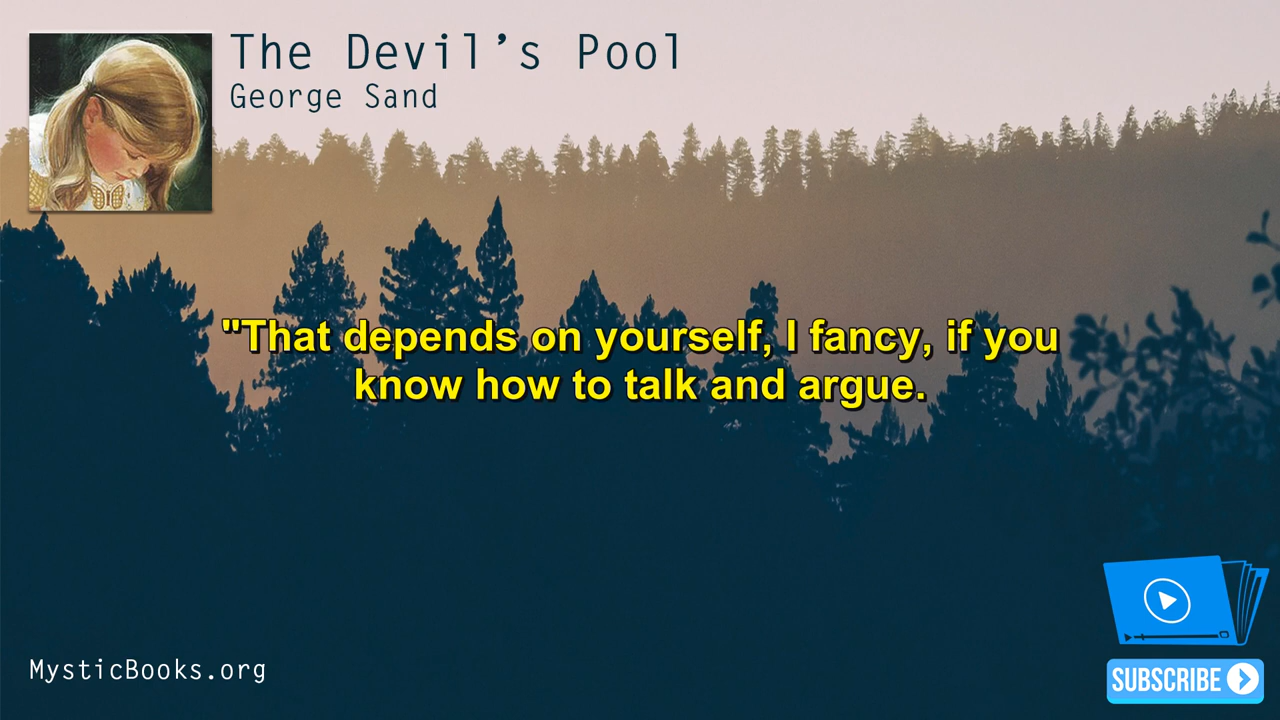 The Devil's Pool
George Sand
"That depends on yourself, I fancy, if you
know how to talk and argue.
MysticBooks.org
SUBSCRIBE